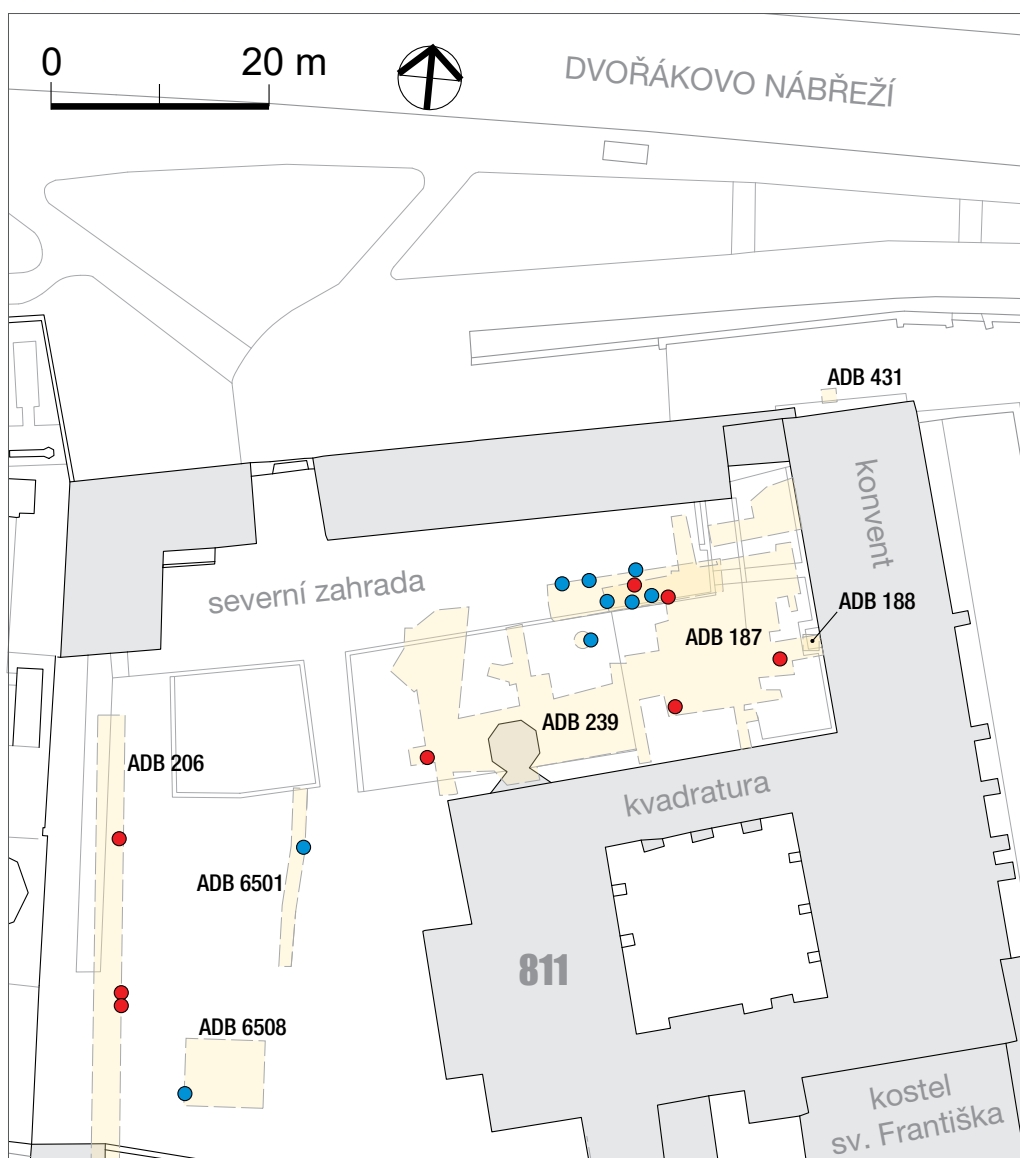 0 20 m
DVOŘÁKOVO NÁBŘEŽÍ
ADB 431
konvent
severní zahrada
ADB 188
ADB 187
ADB 239
ADB 206
kvadratura
ADB 6501
811
ADB 6508
kostel
sv. Františka